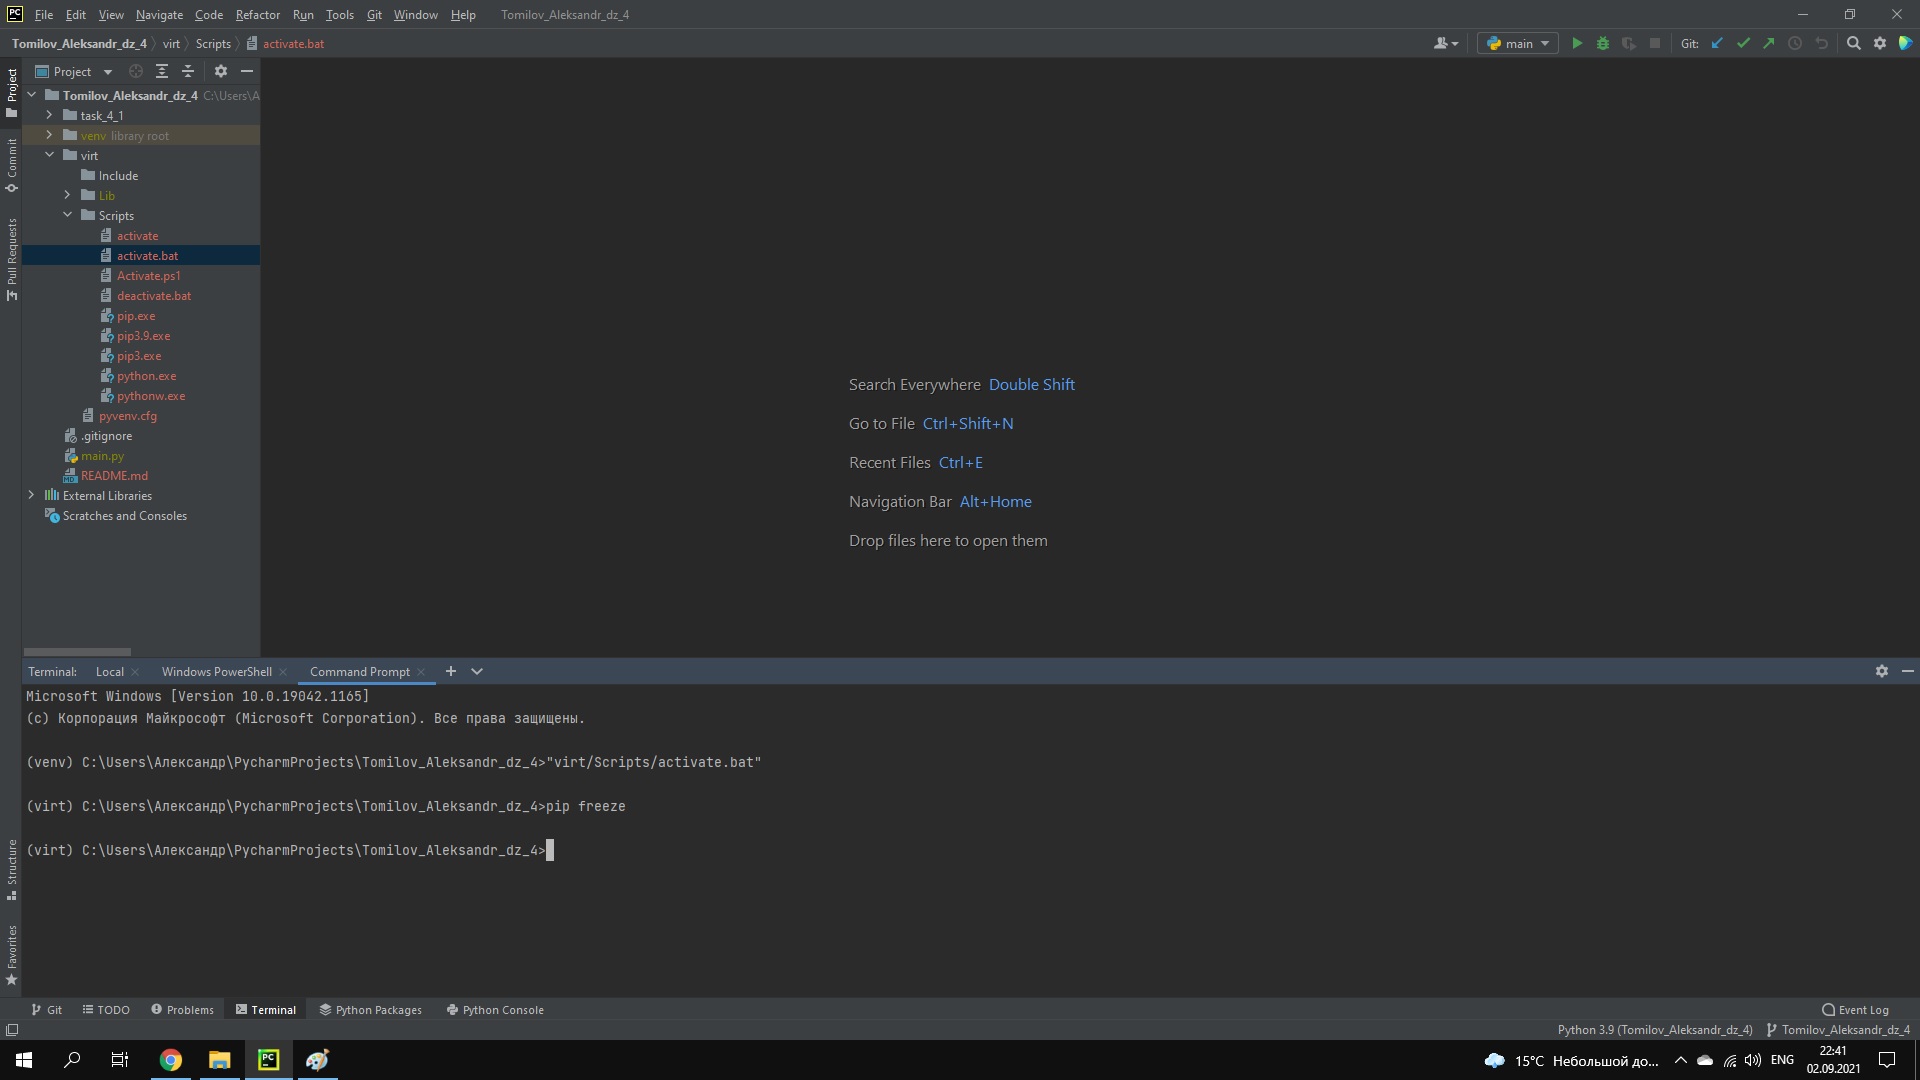 File Edit View Navigate Code Refactor Run Tools Git Window Help Tomilov_Aleksandr_dz_4
Tomilov_Aleksandr_dz_4 virt Scripts activate.bat
main Git:
Project
Tomilov_Aleksandr_dz_4 C:\Users\A
task_4_1
venv library root
virt
Include
Lib
Scripts
activate
activate.bat
Activate.ps1
deactivate.bat
pip.exe
pip3.9.exe
pip3.exe
python.exe
pythonw.exe
pyvenv.cfg
.gitignore
main.py
README.md
External Libraries
Scratches and Consoles
Project
Commit
Pull Requests
Structure
Favorites
Search Everywhere Double Shift
Go to File Ctrl+Shift+N
Recent Files Ctrl+E
Navigation Bar Alt+Home
Drop files here to open them
Terminal: Local Windows PowerShell Command Prompt
Microsoft Windows [Version 10.0.19042.1165]
(c) Корпорация Майкрософт (Microsoft Corporation). Все права защищены.
(venv) C:\Users\Александр\PycharmProjects\Tomilov_Aleksandr_dz_4>"virt/Scripts/activate.bat"
(virt) C:\Users\Александр\PycharmProjects\Tomilov_Aleksandr_dz_4>pip freeze
(virt) C:\Users\Александр\PycharmProjects\Tomilov_Aleksandr_dz_4>
Git TODO Problems Terminal Python Packages Python Console Event Log
Python 3.9 (Tomilov_Aleksandr_dz_4) Tomilov_Aleksandr_dz_4
15°C Небольшой до... ENG 22:41
02.09.2021